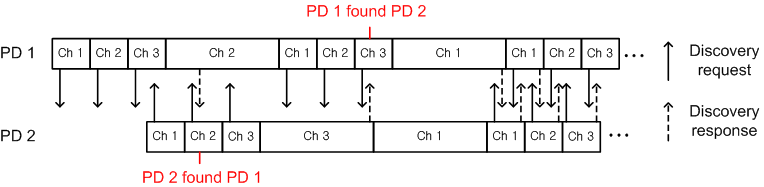 PD 1 found PD 2
PD 1 Ch 1 Ch 2 Ch 3 Ch 2 Ch 1 Ch 2 Ch 3 Ch 1 Ch 1 Ch 2 Ch 3 ...
Discovery
request
PD 2 Ch 1 Ch 2 Ch 3 Ch 3 Ch 1 Ch 1 Ch 2 Ch 3 ...
Discovery
response
PD 2 found PD 1